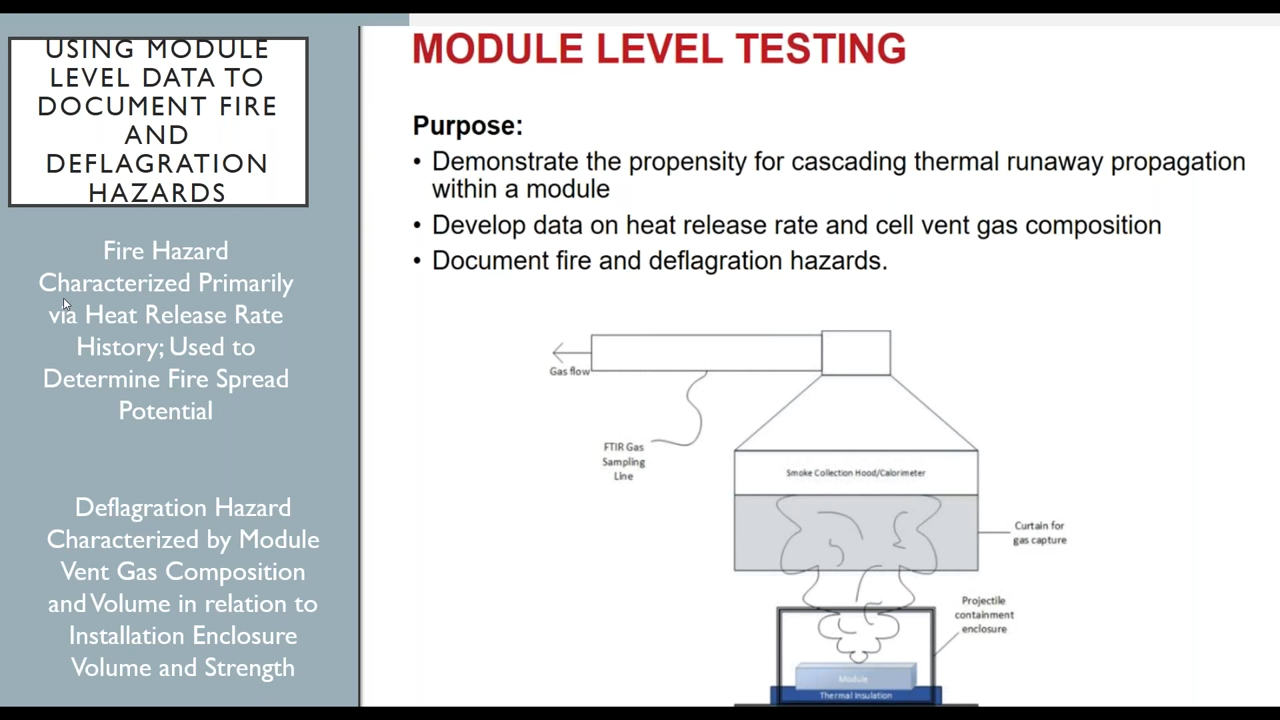 USING MODULE
LEVEL DATA TO
DOCUMENT FIRE
AND
DEFLAGRATION
HAZARDS
Fire Hazard
Characterized Primarily
via Heat Release Rate
History; Used to
Determine Fire Spread
Potential
Deflagration Hazard
Characterized by Module
Vent Gas Composition
and Volume in relation to
Installation Enclosure
Volume and Strength
MODULE LEVEL TESTING
Purpose:
• Demonstrate the propensity for cascading thermal runaway propagation
within a module
• Develop data on heat release rate and cell vent gas composition
• Document fire and deflagration hazards.
Gas flow
FTIR Gas
Sampling
Line
Smoke Collection Hood/Calorimeter
Curtain for
gas capture
Projectile
containment
enclosure
Module
Thermal Insulation